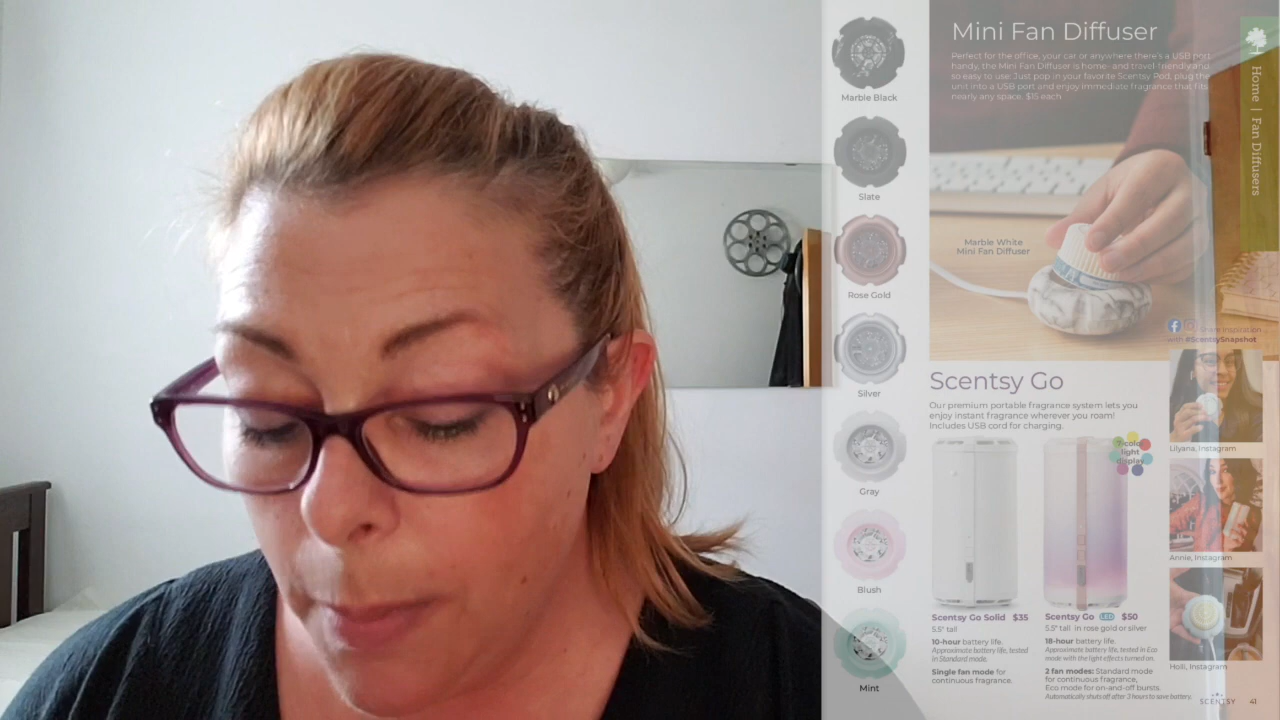 Marble Black
Slate
Rose Gold
Silver
Gray
Blush
Mint
Mini Fan Diffuser
Perfect for the office, your car or anywhere there's a USB port
handy, the Mini Fan Diffuser is home- and travel-friendly and
so easy to use. Just pop in your favorite Scentsy Pod, plug the
unit into a USB port and enjoy immediate fragrance that fits
nearly any space. $15 each
Marble White
Mini Fan Diffuser
Scentsy Go
Our premium portable fragrance system lets you
enjoy instant fragrance wherever you roam!
Includes USB cord for charging.
light
display
Scentsy Go Solid $35
5.5" tall
10-hour battery life.
Approximate battery life, tested
in Standard mode.
Single fan mode for
continuous fragrance.
Scentsy Go LED $50
5.5" tall in rose gold or silver
18-hour battery life.
Approximate battery life, tested in Eco
mode with the light effects turned on.
2 fan modes: Standard mode
for continuous fragrance,
Eco mode for on-and-off bursts.
Automatically shuts off after 3 hours to save battery.
Share inspiration
with #ScentsySnapshot
Lilyana, Instagram
Annie, Instagram
Holli, Instagram
Home | Fan Diffusers
SCENTSY 41